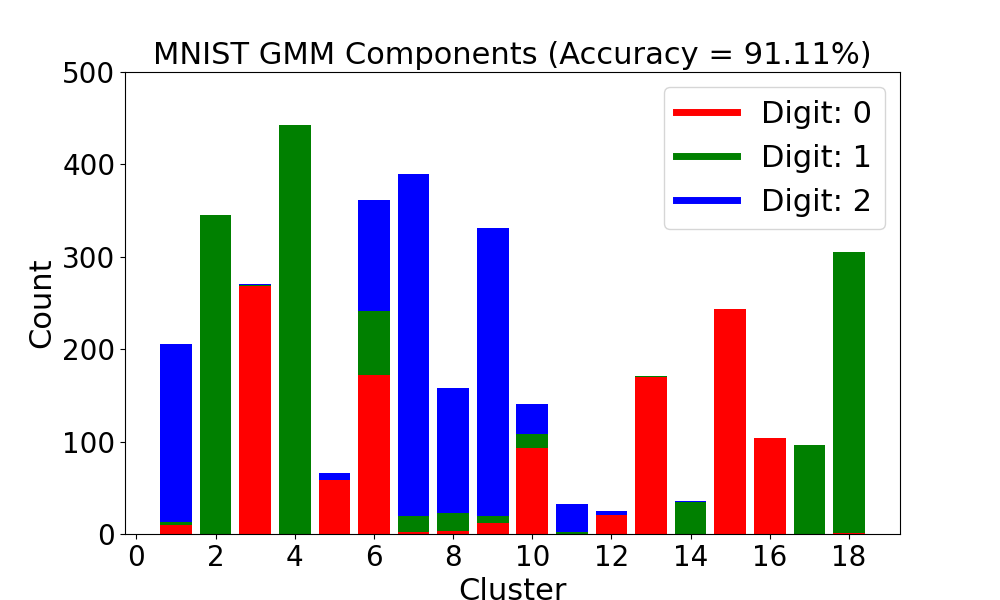 MNIST GMM Components (Accuracy = 91.11%)
500
400
300
200
100
0
Count
Digit: 0
Digit: 1
Digit: 2
0 2 4 6 8 10 12 14 16 18
Cluster